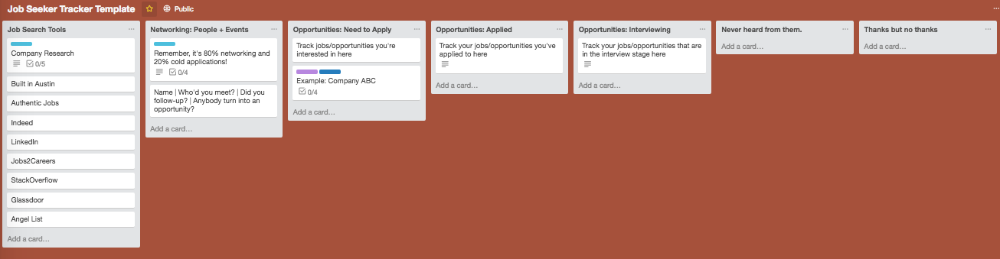 Job Seeker Tracker Template
Public
Job Search Tools
Company Research
0/5
Built in Austin
Authentic Jobs
Indeed
LinkedIn
Jobs2Careers
StackOverflow
Glassdoor
Angel List
Add a card…
Networking: People + Events
Remember, it's 80% networking and
20% cold applications!
0/4
Name | Who'd you meet? | Did you
follow-up? | Anybody turn into an
opportunity?
Add a card…
Opportunities: Need to Apply
Track jobs/opportunities you're
interested in here
Example: Company ABC
0/4
Add a card…
Opportunities: Applied
Track your jobs/opportunities you've
applied to here
Add a card…
Opportunities: Interviewing
Track your jobs/opportunities that are
in the interview stage here
Add a card…
Never heard from them.
Add a card…
Thanks but no thanks
Add a card…